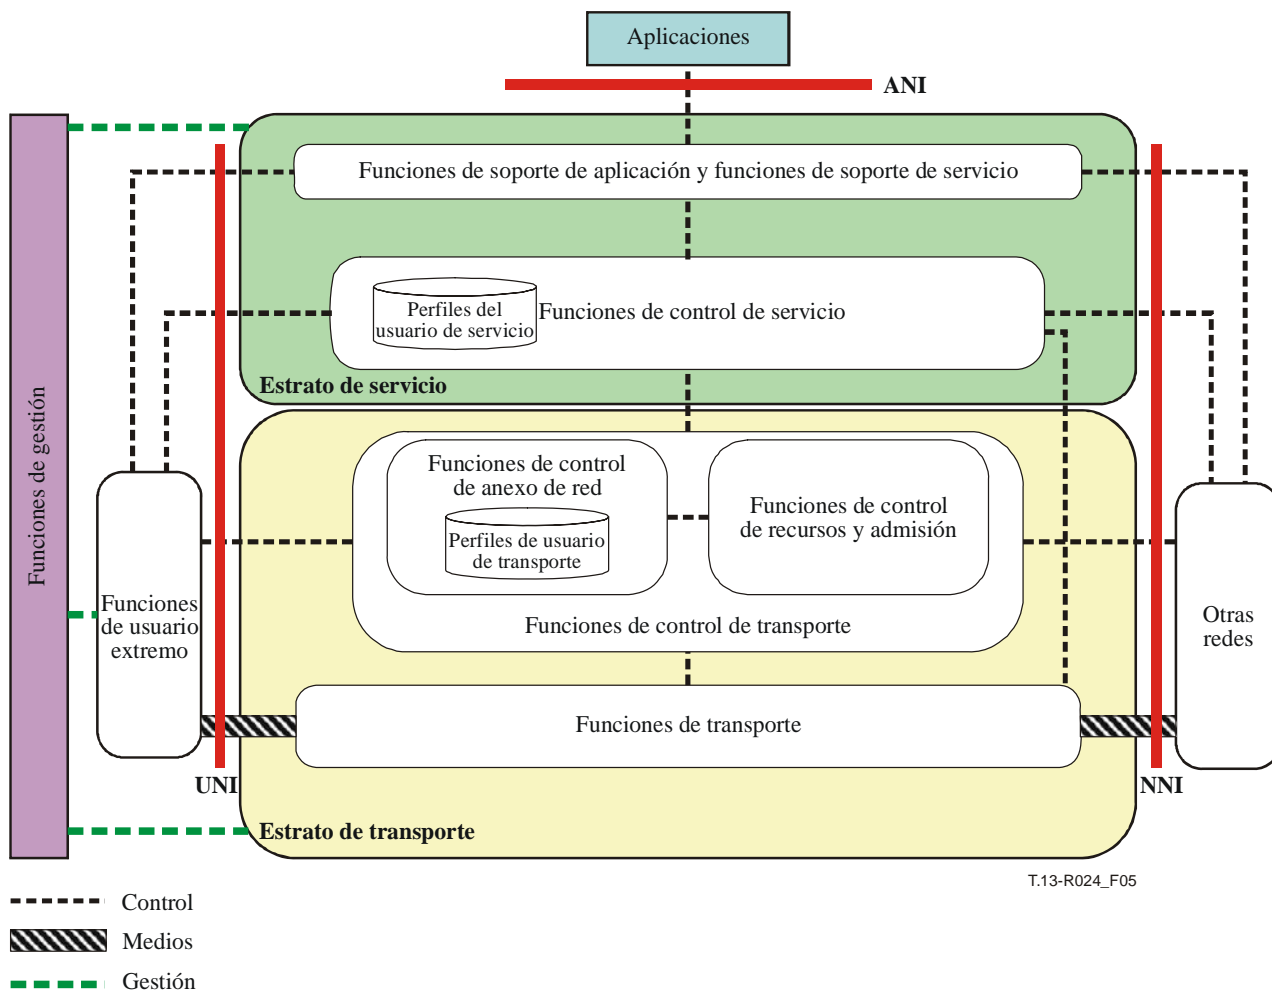 Aplicaciones
ANI
Funciones de soporte de aplicación y funciones de soporte de servicio
Perfiles del
usuario de servicio
Funciones de control de servicio
Estrato de servicio
Funciones de gestión
Funciones de control
de anexo de red
Perfiles de usuario
de transporte
Funciones de control
de recursos y admisión
Funciones de control de transporte
Funciones
de usuario
extremo
Otras
redes
Funciones de transporte
UNI
NNI
Estrato de transporte
T.13-R024_F05
Control
Medios
Gestión